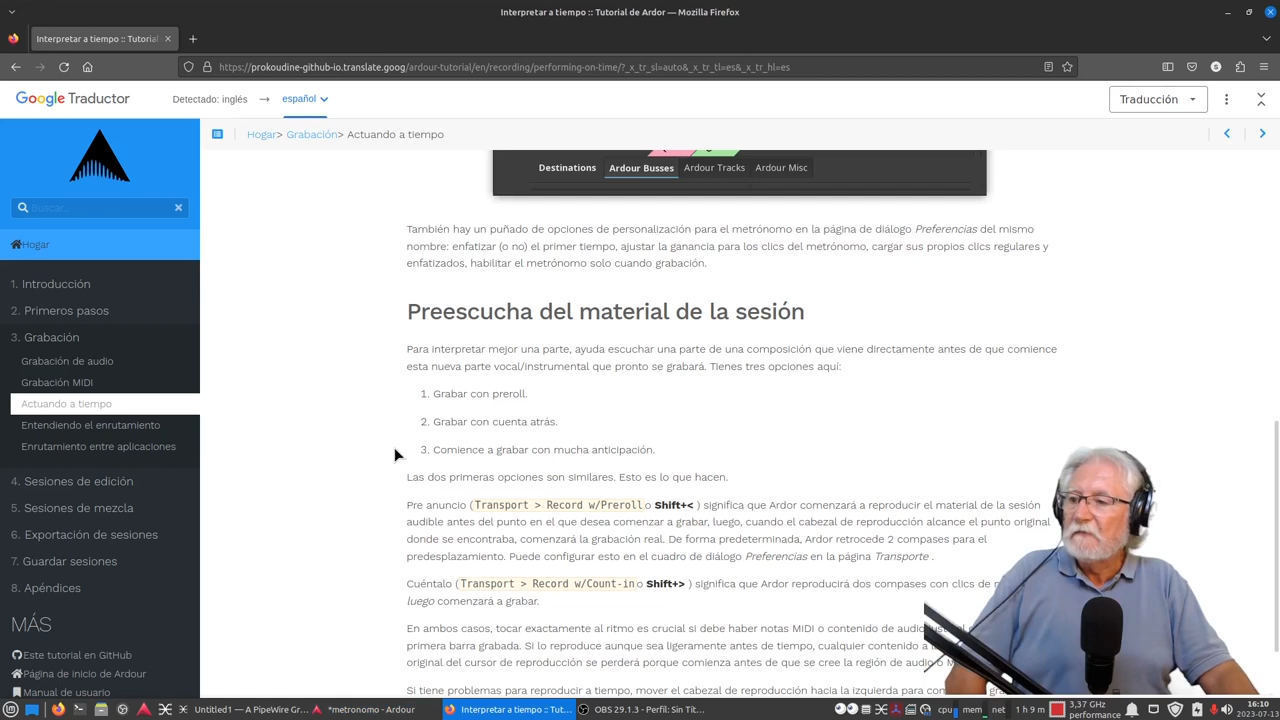 Interpretar a tiempo :: Tutorial de Ardor — Mozilla Firefox
Interpretar a tiempo :: Tutorial
https://prokoudine-github-io.translate.goog/ardour-tutorial/en/recording/performing-on-time/?_x_tr_sl=auto&_x_tr_tl=es&_x_tr_hl=es
Google Traductor
Detectado: inglés → español
Traducción
Hogar> Grabación> Actuando a tiempo
Buscar...
Hogar
1. Introducción
2. Primeros pasos
3. Grabación
Grabación de audio
Grabación MIDI
Actuando a tiempo
Entendiendo el enrutamiento
Enrutamiento entre aplicaciones
4. Sesiones de edición
5. Sesiones de mezcla
6. Exportación de sesiones
7. Guardar sesiones
8. Apéndices
MÁS
Este tutorial en GitHub
Página de inicio de Ardour
Manual de usuario
Destinations Ardour Busses Ardour Tracks Ardour Misc
También hay un puñado de opciones de personalización para el metrónomo en la página de diálogo Preferencias del mismo
nombre: enfatizar (o no) el primer tiempo, ajustar la ganancia para los clics del metrónomo, cargar sus propios clics regulares y
enfatizados, habilitar el metrónomo solo cuando grabación.
Preescucha del material de la sesión
Para interpretar mejor una parte, ayuda escuchar una parte de una composición que viene directamente antes de que comience
esta nueva parte vocal/instrumental que pronto se grabará. Tienes tres opciones aquí:
1. Grabar con preroll.
2. Grabar con cuenta atrás.
3. Comience a grabar con mucha anticipación.
Las dos primeras opciones son similares. Esto es lo que hacen.
Pre anuncio ( Transport > Record w/Preroll o Shift+< ) significa que Ardor comenzará a reproducir el material de la sesión
audible antes del punto en el que desea comenzar a grabar, luego, cuando el cabezal de reproducción alcance el punto original
donde se encontraba, comenzará la grabación real. De forma predeterminada, Ardor retrocede 2 compases para el
predesplazamiento. Puede configurar esto en el cuadro de diálogo Preferencias en la página Transporte .
Cuéntalo ( Transport > Record w/Count-in o Shift+> ) significa que Ardor reproducirá dos compases con clics de
luego comenzará a grabar.
En ambos casos, tocar exactamente al ritmo es crucial si debe haber notas MIDI o contenido de audio
primera barra grabada. Si lo reproduce aunque sea ligeramente antes de tiempo, cualquier contenido a
original del cursor de reproducción se perderá porque comienza antes de que se cree la región de audio o
Si tiene problemas para reproducir a tiempo, mover el cabezal de reproducción hacia la izquierda para
Untitled1 — A PipeWire Gr...
*metronomo - Ardour
Interpretar a tiempo :: Tut...
OBS 29.1.3 - Perfil: Sin Tít...
cpu mem net 1 h 9 m
3,37 GHz
performance
16:10
2023-07-13